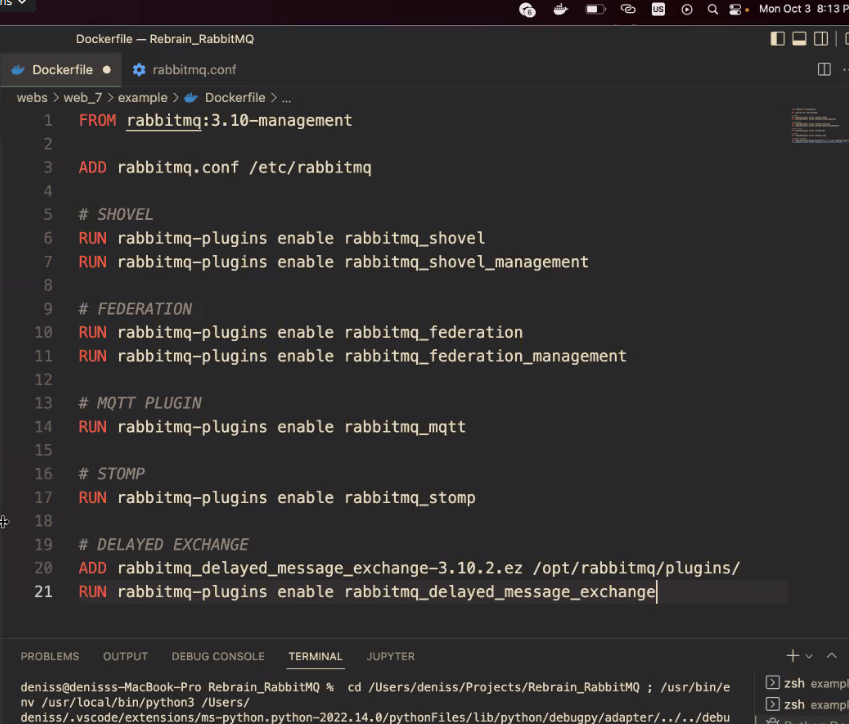 ns
6
US
Mon Oct 3 8:13 P
Dockerfile — Rebrain_RabbitMQ
Dockerfile
rabbitmq.conf
webs > web_7 > example > Dockerfile > ...
1 FROM rabbitmq:3.10-management
2
3 ADD rabbitmq.conf /etc/rabbitmq
4
5 # SHOVEL
6 RUN rabbitmq-plugins enable rabbitmq_shovel
7 RUN rabbitmq-plugins enable rabbitmq_shovel_management
8
9 # FEDERATION
10 RUN rabbitmq-plugins enable rabbitmq_federation
11 RUN rabbitmq-plugins enable rabbitmq_federation_management
12
13 # MQTT PLUGIN
14 RUN rabbitmq-plugins enable rabbitmq_mqtt
15
16 # STOMP
17 RUN rabbitmq-plugins enable rabbitmq_stomp
18
19 # DELAYED EXCHANGE
20 ADD rabbitmq_delayed_message_exchange-3.10.2.ez /opt/rabbitmq/plugins/
21 RUN rabbitmq-plugins enable rabbitmq_delayed_message_exchange
PROBLEMS OUTPUT DEBUG CONSOLE TERMINAL JUPYTER
deniss@denisss-MacBook-Pro Rebrain_RabbitMQ % cd /Users/deniss/Projects/Rebrain_RabbitMQ ; /usr/bin/e
nv /usr/local/bin/python3 /Users/
deniss/.vscode/extensions/ms-python.python-2022.14.0/pythonFiles/lib/python/debugpy/adapter/../../debu
zsh exampl
zsh exampl